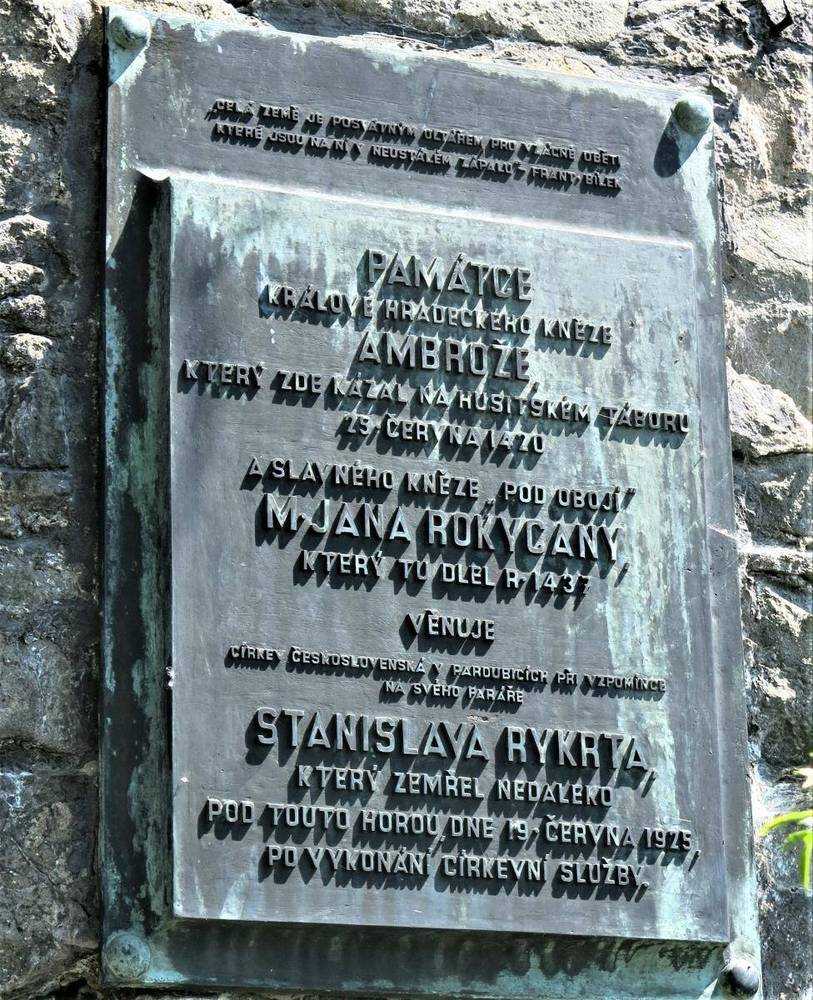 „CELÁ ZEMĚ JE POSVÁTNÝM OLTÁŘEM PRO VZÁCNÉ OBĚTI,
KTERÉ JSOU NA NÍ V NEUSTÁLÉM ZÁPALU“ FRANT. BÍLEK
PAMÁTCE
KRÁLOVÉ HRADECKÉHO KNĚZE
AMBROŽE,
KTERÝ ZDE KÁZAL NA HUSITSKÉM TÁBORU
23. ČERVNA 1420
A SLAVNÉHO KNĚZE „POD OBOJÍ“
M. JANA ROKYCANY,
KTERÝ TU DLEL R. 1437
VĚNUJE
CÍRKEV ČESKOSLOVENSKÁ V PARDUBICÍCH PŘI VZPOMÍNCE
NA SVÉHO FARÁŘE
STANISLAVA RYKRTA,
KTERÝ ZEMŘEL NEDALEKO
POD TOUTO HOROU, DNE 19. ČERVNA 1925,
PO VYKONÁNÍ CÍRKEVNÍ SLUŽBY.